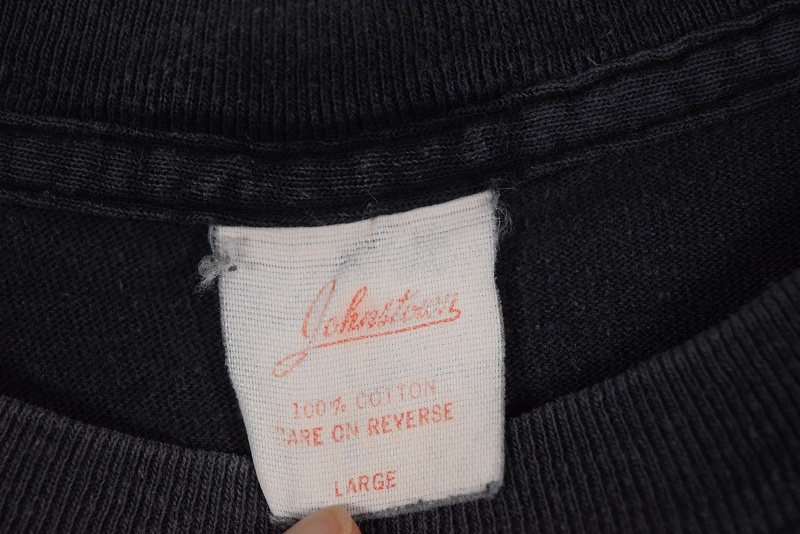 Johnstown
100% COTTON
CARE ON REVERSE
LARGE